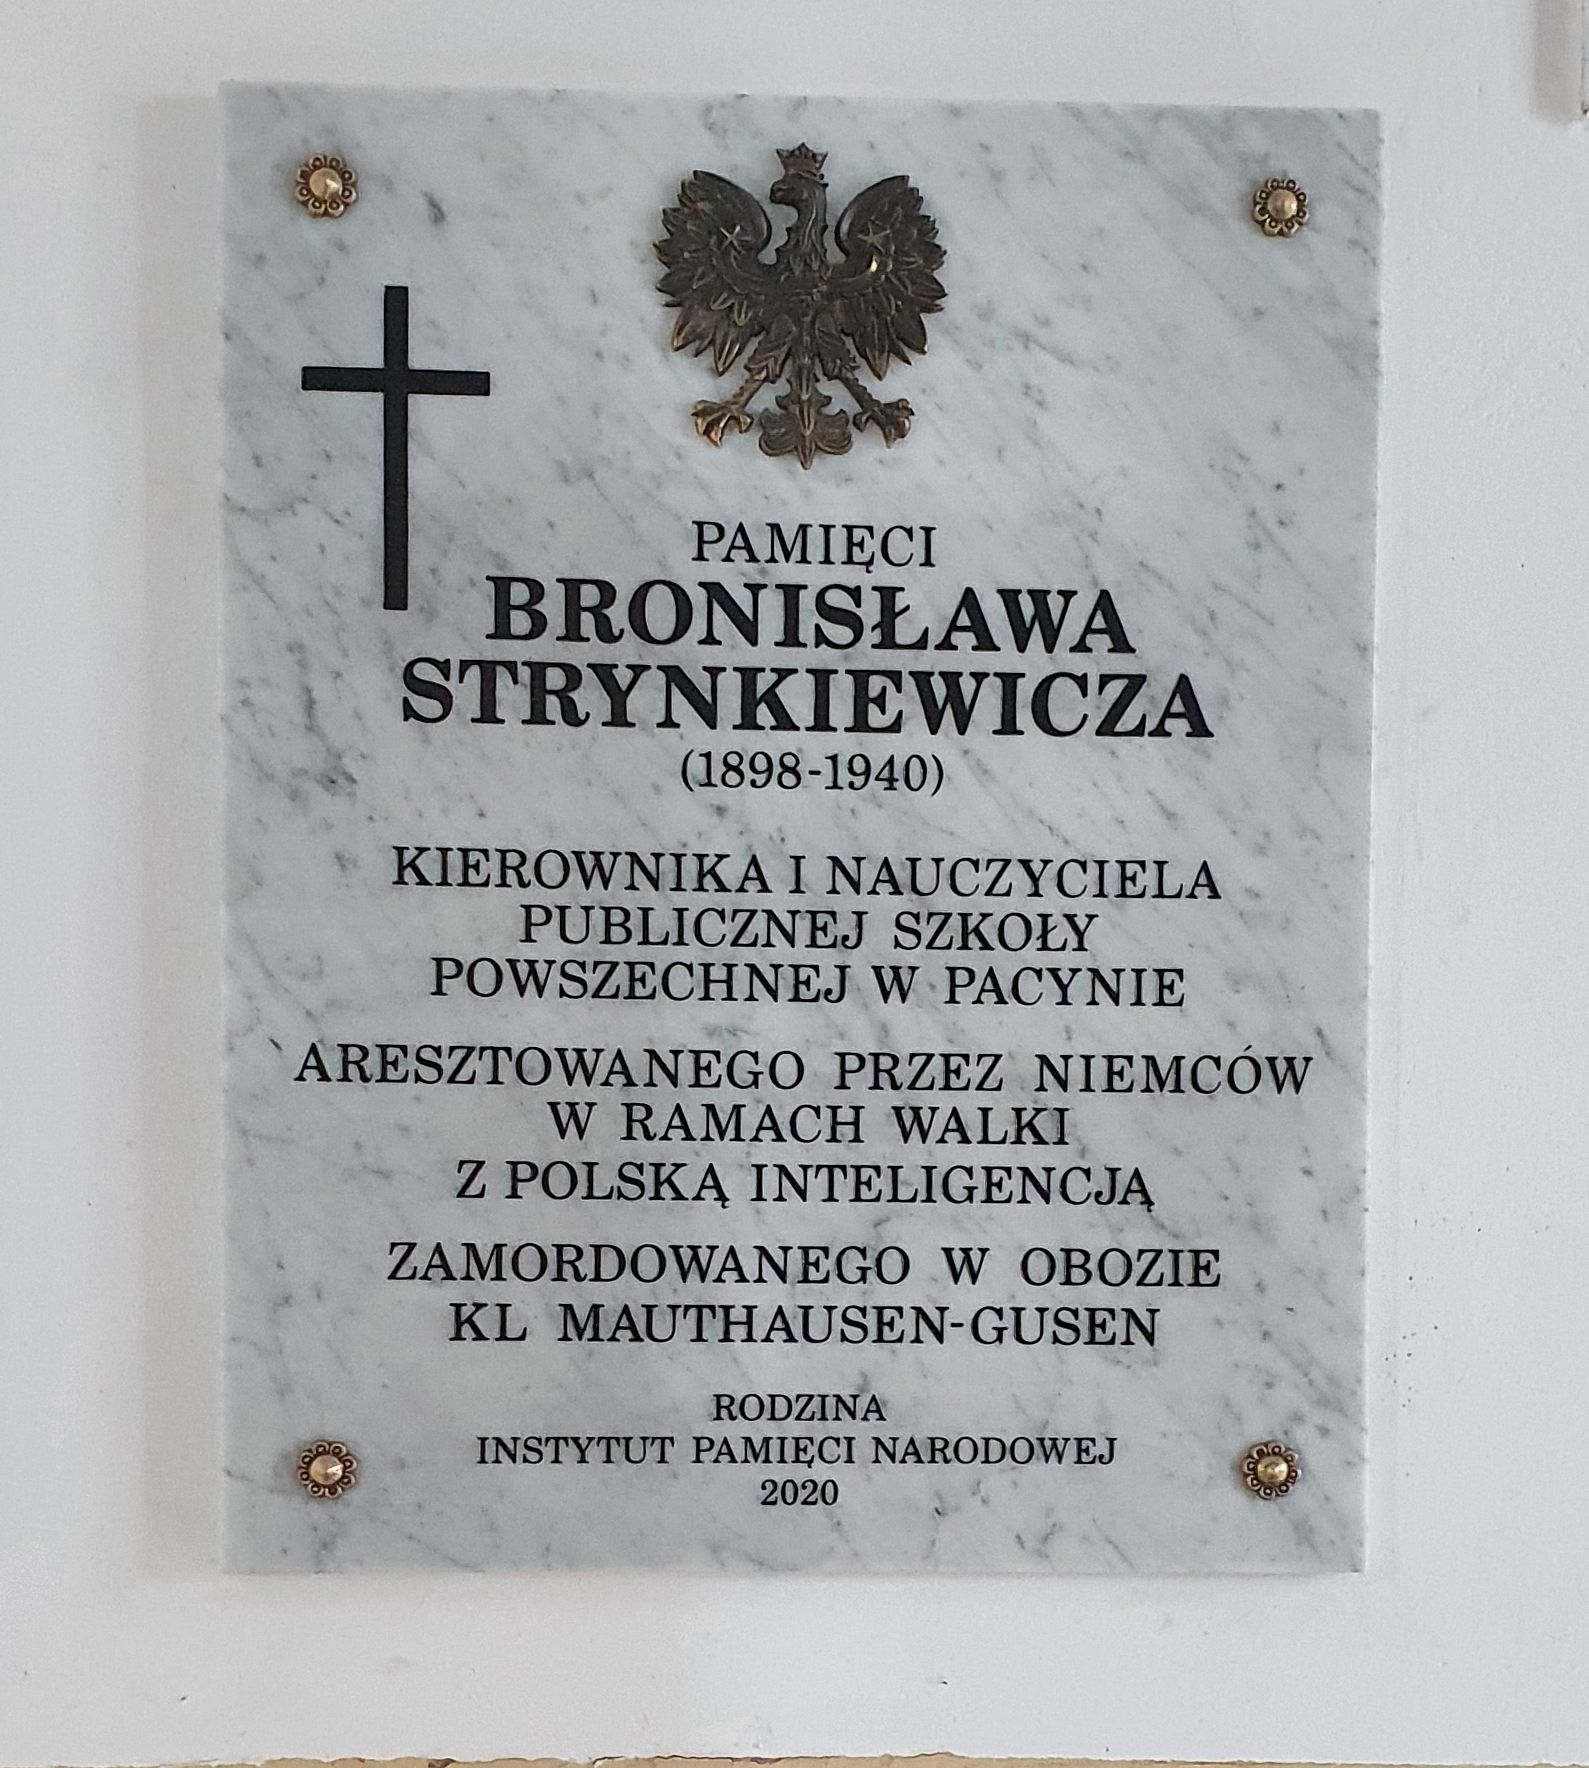 PAMIĘCI
BRONISŁAWA
STRYNKIEWICZA
(1898-1940)
KIEROWNIKA I NAUCZYCIELA
PUBLICZNEJ SZKOŁY
POWSZECHNEJ W PACYNIE
ARESZTOWANEGO PRZEZ NIEMCÓW
W RAMACH WALKI
Z POLSKĄ INTELIGENCJĄ
ZAMORDOWANEGO W OBOZIE
KL MAUTHAUSEN-GUSEN
RODZINA
INSTYTUT PAMIĘCI NARODOWEJ
2020